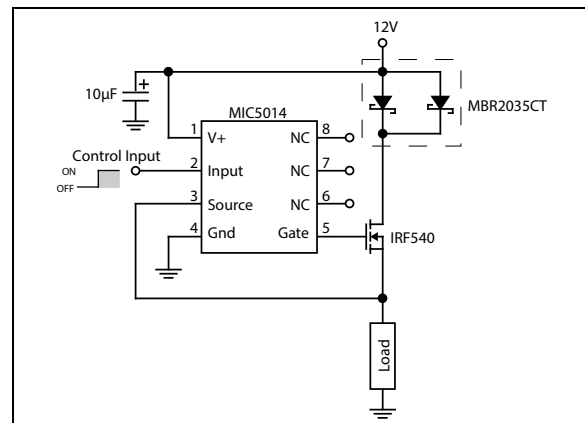 12V
10µF
+
MBR2035CT
MIC5014
1 V+ NC 8
Control Input
ON
OFF
2 Input NC 7
3 Source NC 6
4 Gnd Gate 5
IRF540
Load